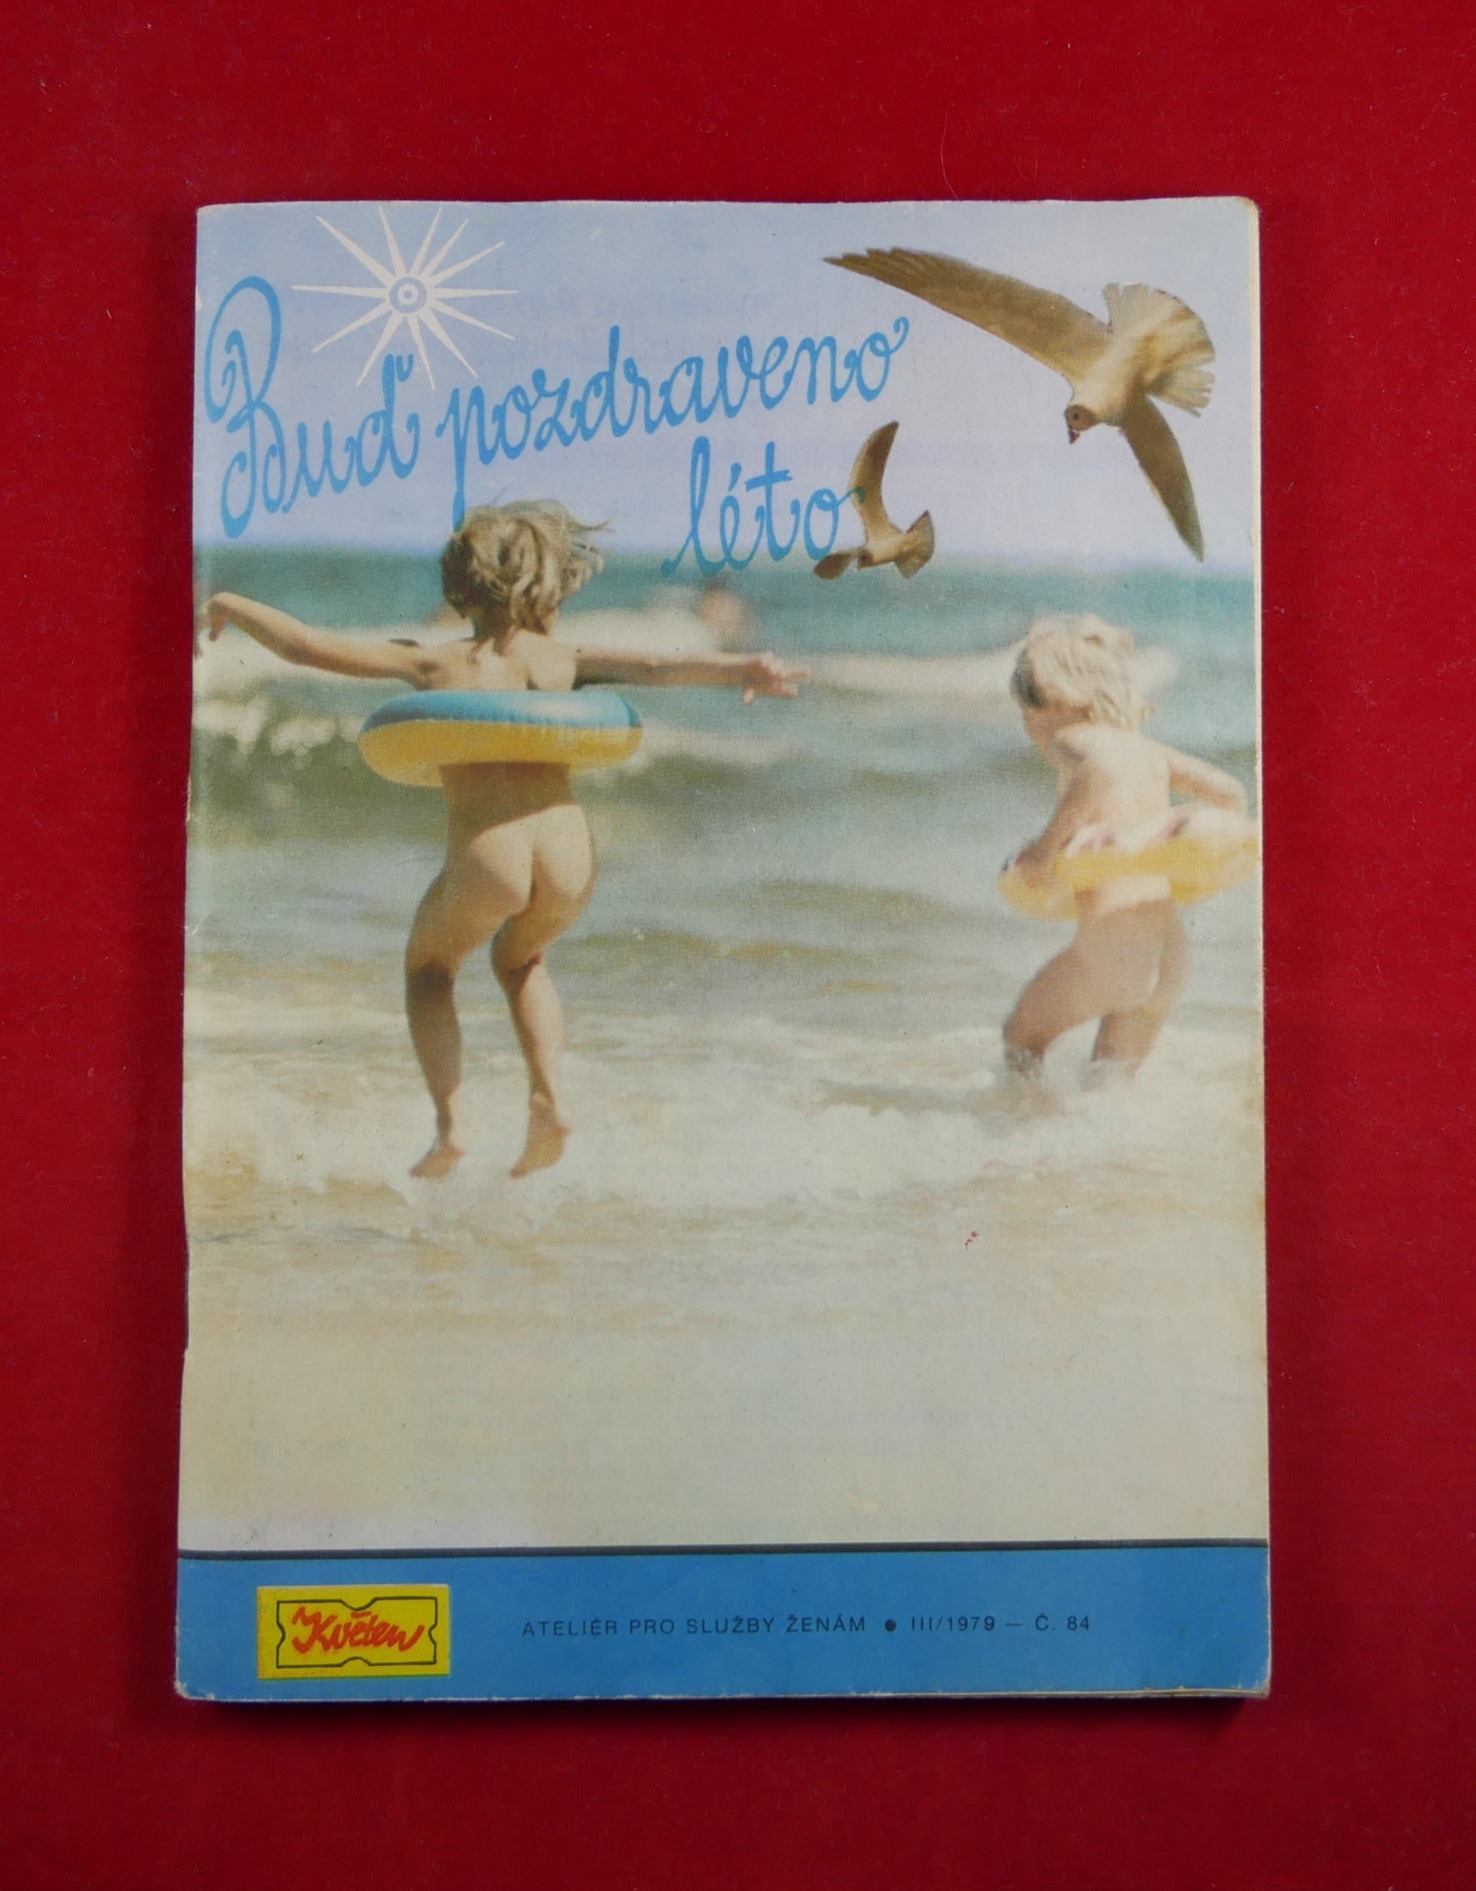 Buď pozdraveno
léto
Květen
ATELIÉR PRO SLUŽBY ŽENÁM ● III/1979 — Č. 84